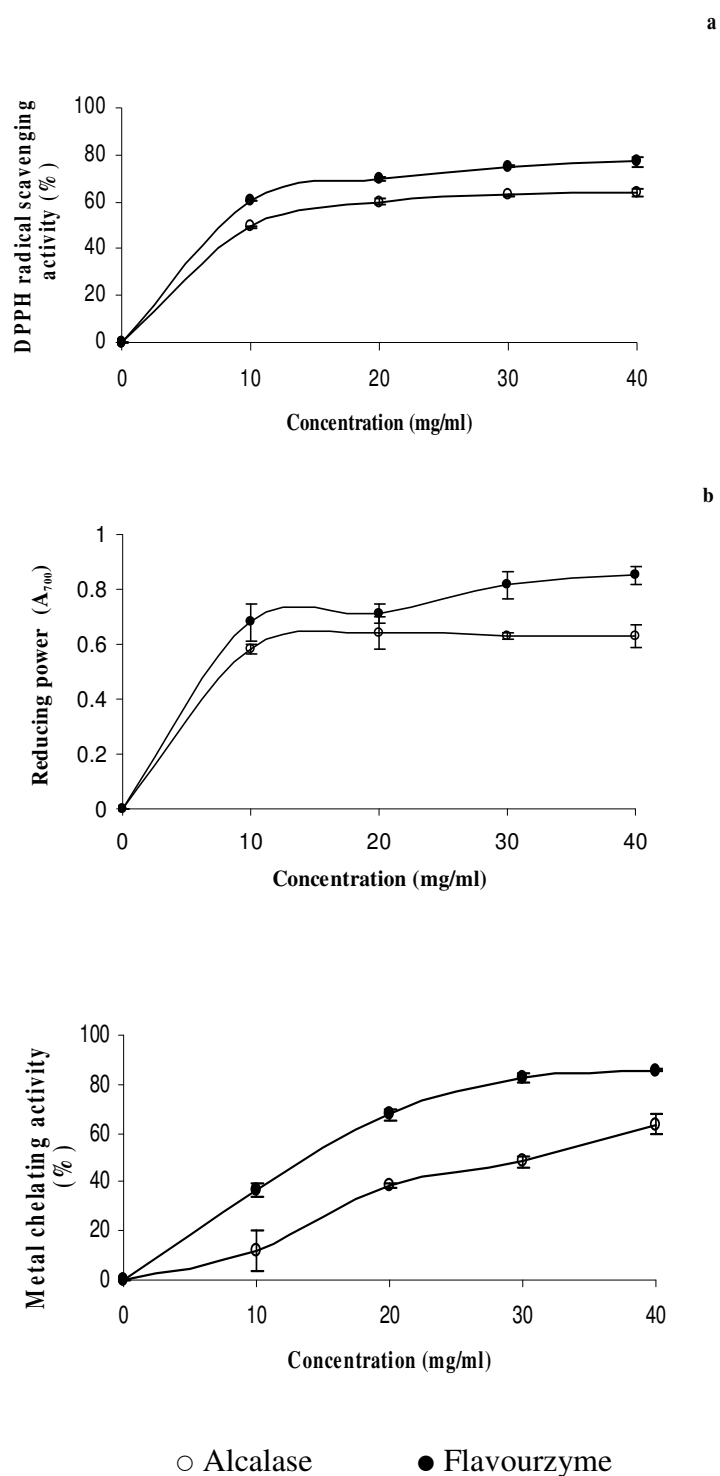 a
DPPH radical scavenging
activity (%)
100
80
60
40
20
0
0 10 20 30 40
Concentration (mg/ml)
b
Reducing power (A₇₀₀)
1
0.8
0.6
0.4
0.2
0
0 10 20 30 40
Concentration (mg/ml)
Metal chelating activity
(%)
100
80
60
40
20
0
0 10 20 30 40
Concentration (mg/ml)
○ Alcalase ● Flavourzyme